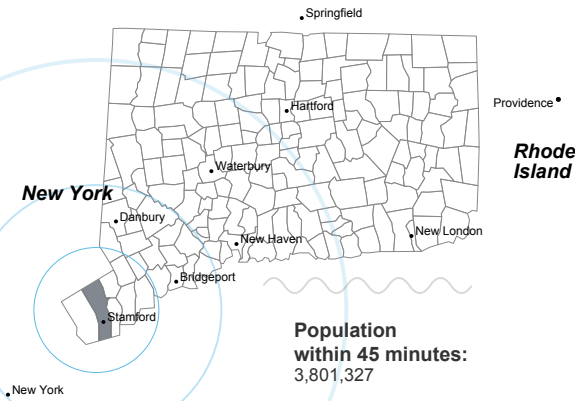 Springfield
Providence
Hartford
Rhode
Island
Waterbury
New York
Danbury
New London
New Haven
Bridgeport
Stamford
Population
within 45 minutes:
3,801,327
New York